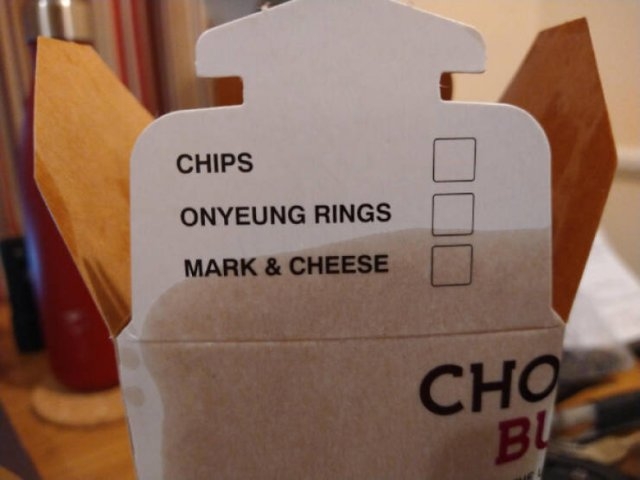 CHIPS
ONYEUNG RINGS
MARK & CHEESE
CHO
BU